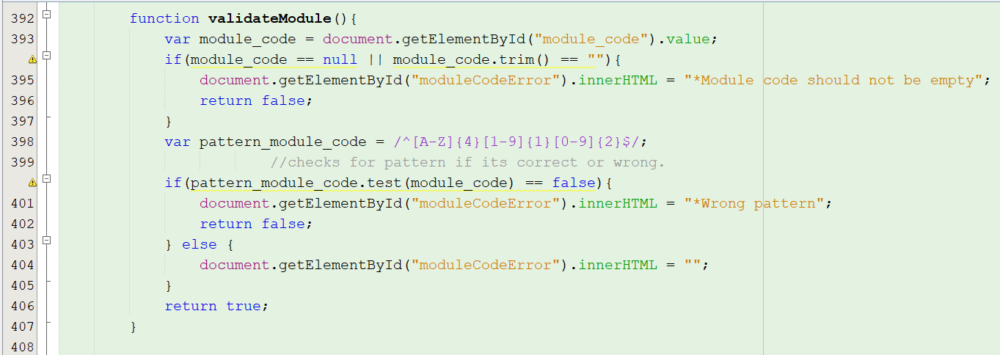 392 function validateModule(){
393 var module_code = document.getElementById("module_code").value;
if(module_code == null || module_code.trim() == ""){
395 document.getElementById("moduleCodeError").innerHTML = "*Module code should not be empty";
396 return false;
397 }
398 var pattern_module_code = /^[A-Z]{4}[1-9]{1}[0-9]{2}$/;
399 //checks for pattern if its correct or wrong.
if(pattern_module_code.test(module_code) == false){
401 document.getElementById("moduleCodeError").innerHTML = "*Wrong pattern";
402 return false;
403 } else {
404 document.getElementById("moduleCodeError").innerHTML = "";
405 }
406 return true;
407 }
408